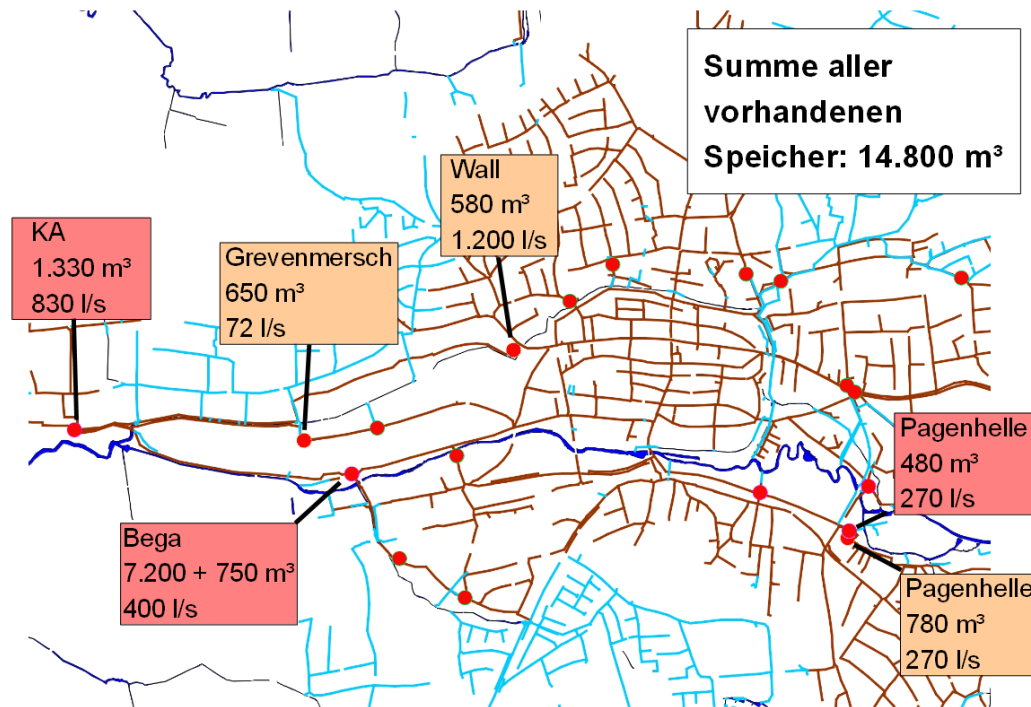 Summe aller
vorhandenen
Speicher: 14.800 m³
Wall
580 m³
1.200 l/s
KA
1.330 m³
830 l/s
Grevenmersch
650 m³
72 l/s
Pagenhelle
480 m³
270 l/s
Bega
7.200 + 750 m³
400 l/s
Pagenhelle
780 m³
270 l/s